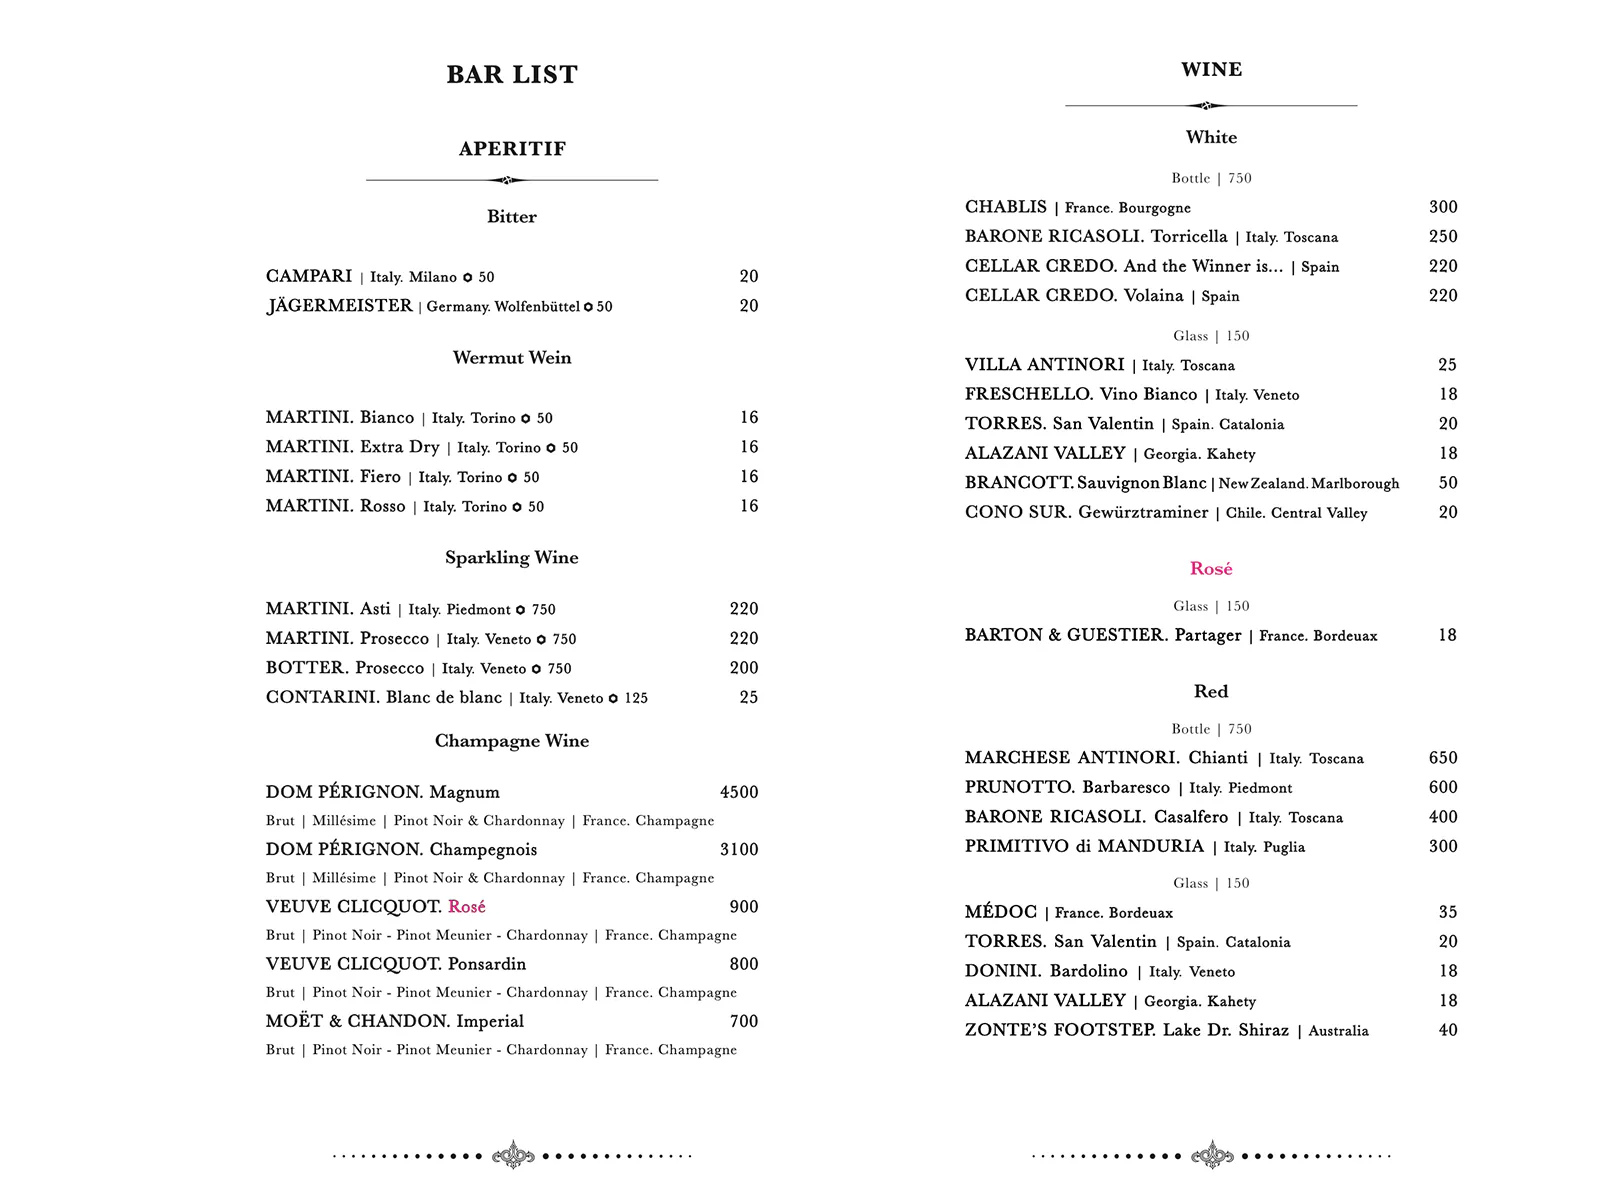 BAR LIST
APERITIF
Bitter
CAMPARI | Italy. Milano 50 20
JÄGERMEISTER | Germany. Wolfenbüttel 50 20
Wermut Wein
MARTINI. Bianco | Italy. Torino 50 16
MARTINI. Extra Dry | Italy. Torino 50 16
MARTINI. Fiero | Italy. Torino 50 16
MARTINI. Rosso | Italy. Torino 50 16
Sparkling Wine
MARTINI. Asti | Italy. Piedmont 750 220
MARTINI. Prosecco | Italy. Veneto 750 220
BOTTER. Prosecco | Italy. Veneto 750 200
CONTARINI. Blanc de blanc | Italy. Veneto 125 25
Champagne Wine
DOM PÉRIGNON. Magnum 4500
Brut | Millésime | Pinot Noir & Chardonnay | France. Champagne
DOM PÉRIGNON. Champegnois 3100
Brut | Millésime | Pinot Noir & Chardonnay | France. Champagne
VEUVE CLICQUOT. Rosé 900
Brut | Pinot Noir - Pinot Meunier - Chardonnay | France. Champagne
VEUVE CLICQUOT. Ponsardin 800
Brut | Pinot Noir - Pinot Meunier - Chardonnay | France. Champagne
MOËT & CHANDON. Imperial 700
Brut | Pinot Noir - Pinot Meunier - Chardonnay | France. Champagne
WINE
White
Bottle | 750
CHABLIS | France. Bourgogne 300
BARONE RICASOLI. Torricella | Italy. Toscana 250
CELLAR CREDO. And the Winner is... | Spain 220
CELLAR CREDO. Volaina | Spain 220
Glass | 150
VILLA ANTINORI | Italy. Toscana 25
FRESCHELLO. Vino Bianco | Italy. Veneto 18
TORRES. San Valentin | Spain. Catalonia 20
ALAZANI VALLEY | Georgia. Kahety 18
BRANCOTT. Sauvignon Blanc | New Zealand. Marlborough 50
CONO SUR. Gewürztraminer | Chile. Central Valley 20
Rosé
Glass | 150
BARTON & GUESTIER. Partager | France. Bordeuax 18
Red
Bottle | 750
MARCHESE ANTINORI. Chianti | Italy. Toscana 650
PRUNOTTO. Barbaresco | Italy. Piedmont 600
BARONE RICASOLI. Casalfero | Italy. Toscana 400
PRIMITIVO di MANDURIA | Italy. Puglia 300
Glass | 150
MÉDOC | France. Bordeuax 35
TORRES. San Valentin | Spain. Catalonia 20
DONINI. Bardolino | Italy. Veneto 18
ALAZANI VALLEY | Georgia. Kahety 18
ZONTE'S FOOTSTEP. Lake Dr. Shiraz | Australia 40